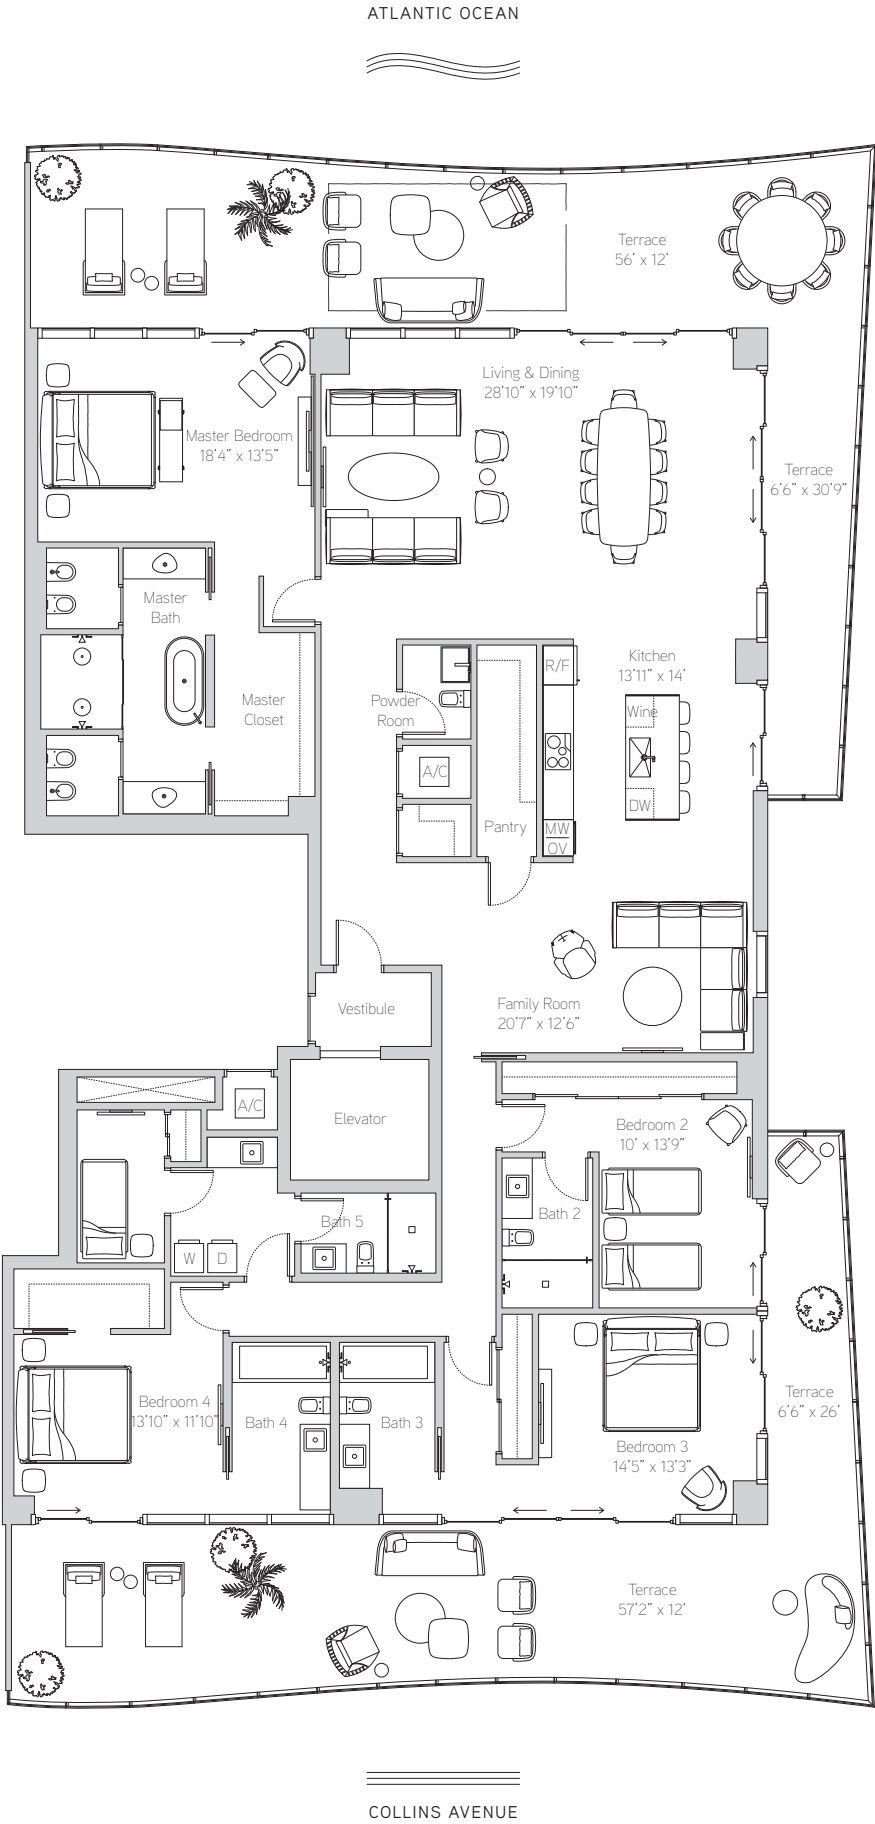 ATLANTIC OCEAN
Terrace
56' x 12'
Living & Dining
28'10" x 19'10"
Master Bedroom
18'4" x 13'5"
Terrace
6'6" x 30'9"
Master
Bath
Kitchen
13'11" x 14'
R/F
Master
Closet
Powder
Room
Wine
A/C
DW
Pantry
MW
OV
Vestibule
Family Room
20'7" x 12'6"
A/C
Elevator
Bedroom 2
10' x 13'9"
Bath 5
Bath 2
W
D
Terrace
6'6" x 26'
Bedroom 4
13'10" x 11'10"
Bath 4
Bath 3
Bedroom 3
14'5" x 13'3"
Terrace
57'2" x 12'
COLLINS AVENUE